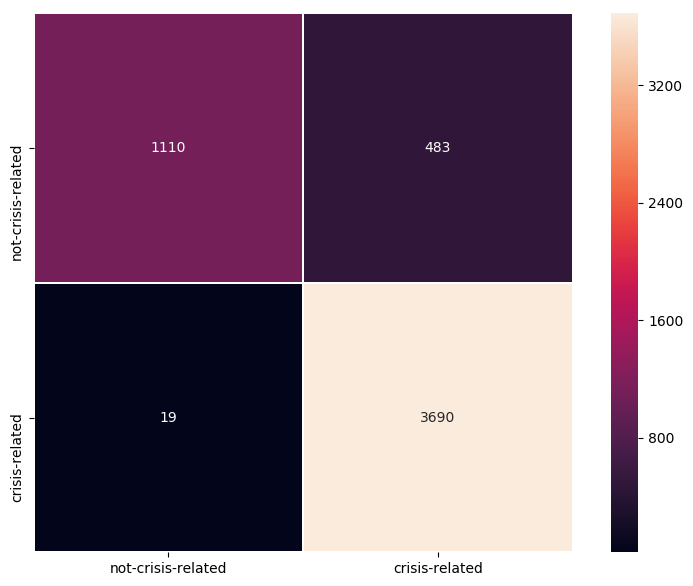 not-crisis-related
1110
483
crisis-related
19
3690
not-crisis-related
crisis-related
3200
2400
1600
800